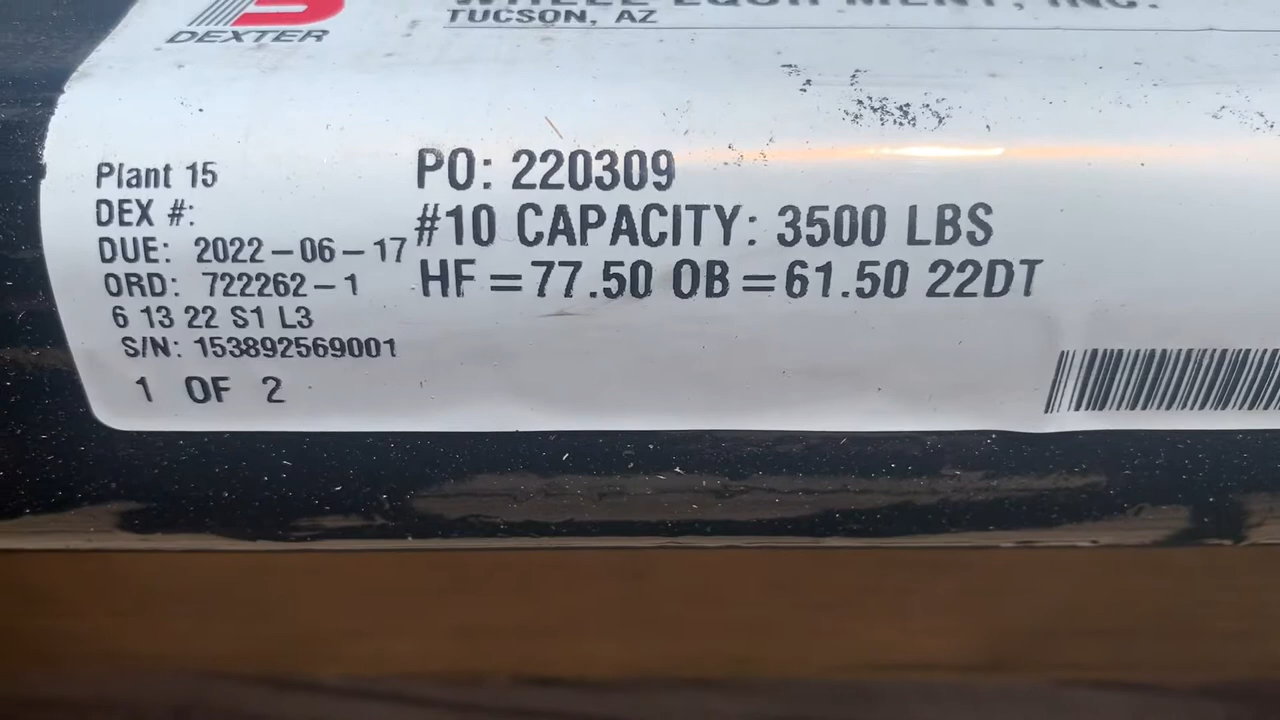 DEXTER
EQUIPMENT, INC.
TUCSON, AZ
Plant 15
DEX #:
DUE: 2022-06-17
ORD: 722262-1
6 13 22 S1 L3
S/N: 153892569001
1 OF 2
PO: 220309
#10 CAPACITY: 3500 LBS
HF=77.50 OB=61.50 22DT